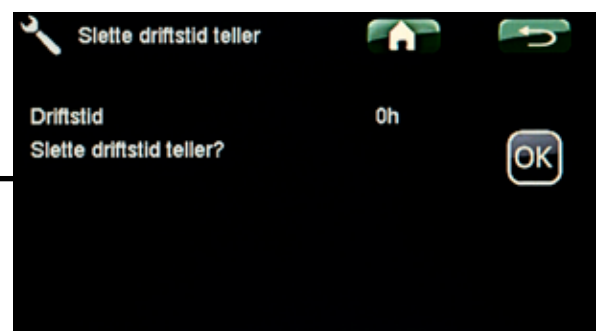 Slette driftstid teller
Driftstid 0h
Slette driftstid teller?
OK